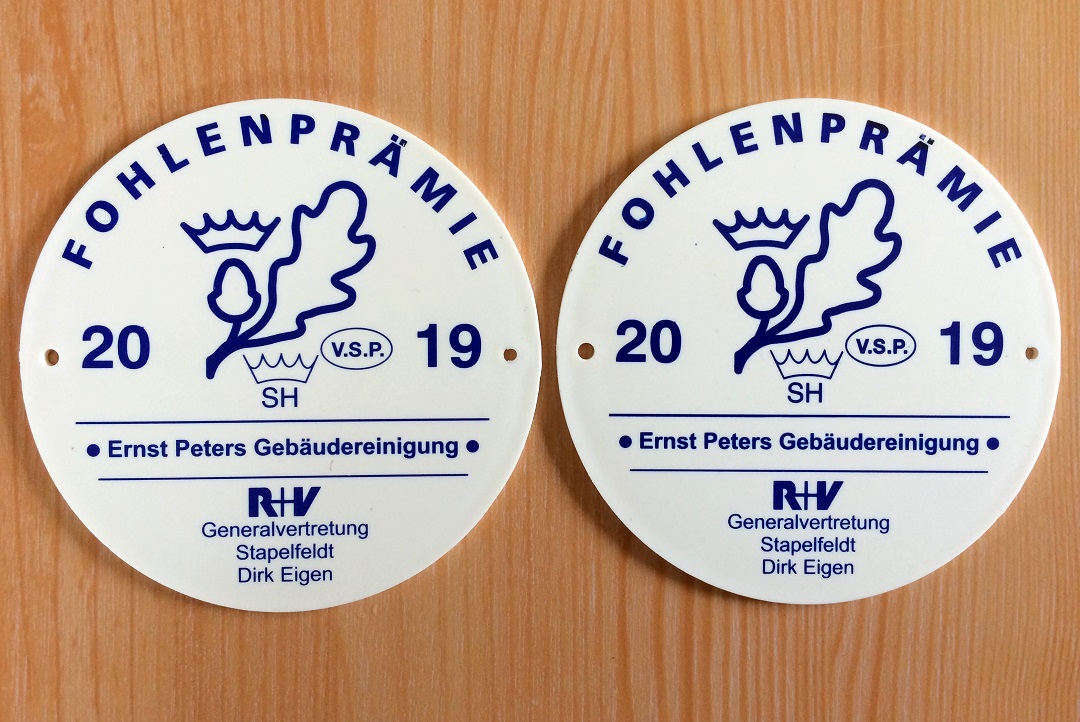 FOHLENPRÄMIE
20 19
V.S.P.
SH
• Ernst Peters Gebäudereinigung •
R+V
Generalvertretung
Stapelfeldt
Dirk Eigen
FOHLENPRÄMIE
20 19
V.S.P.
SH
• Ernst Peters Gebäudereinigung •
R+V
Generalvertretung
Stapelfeldt
Dirk Eigen